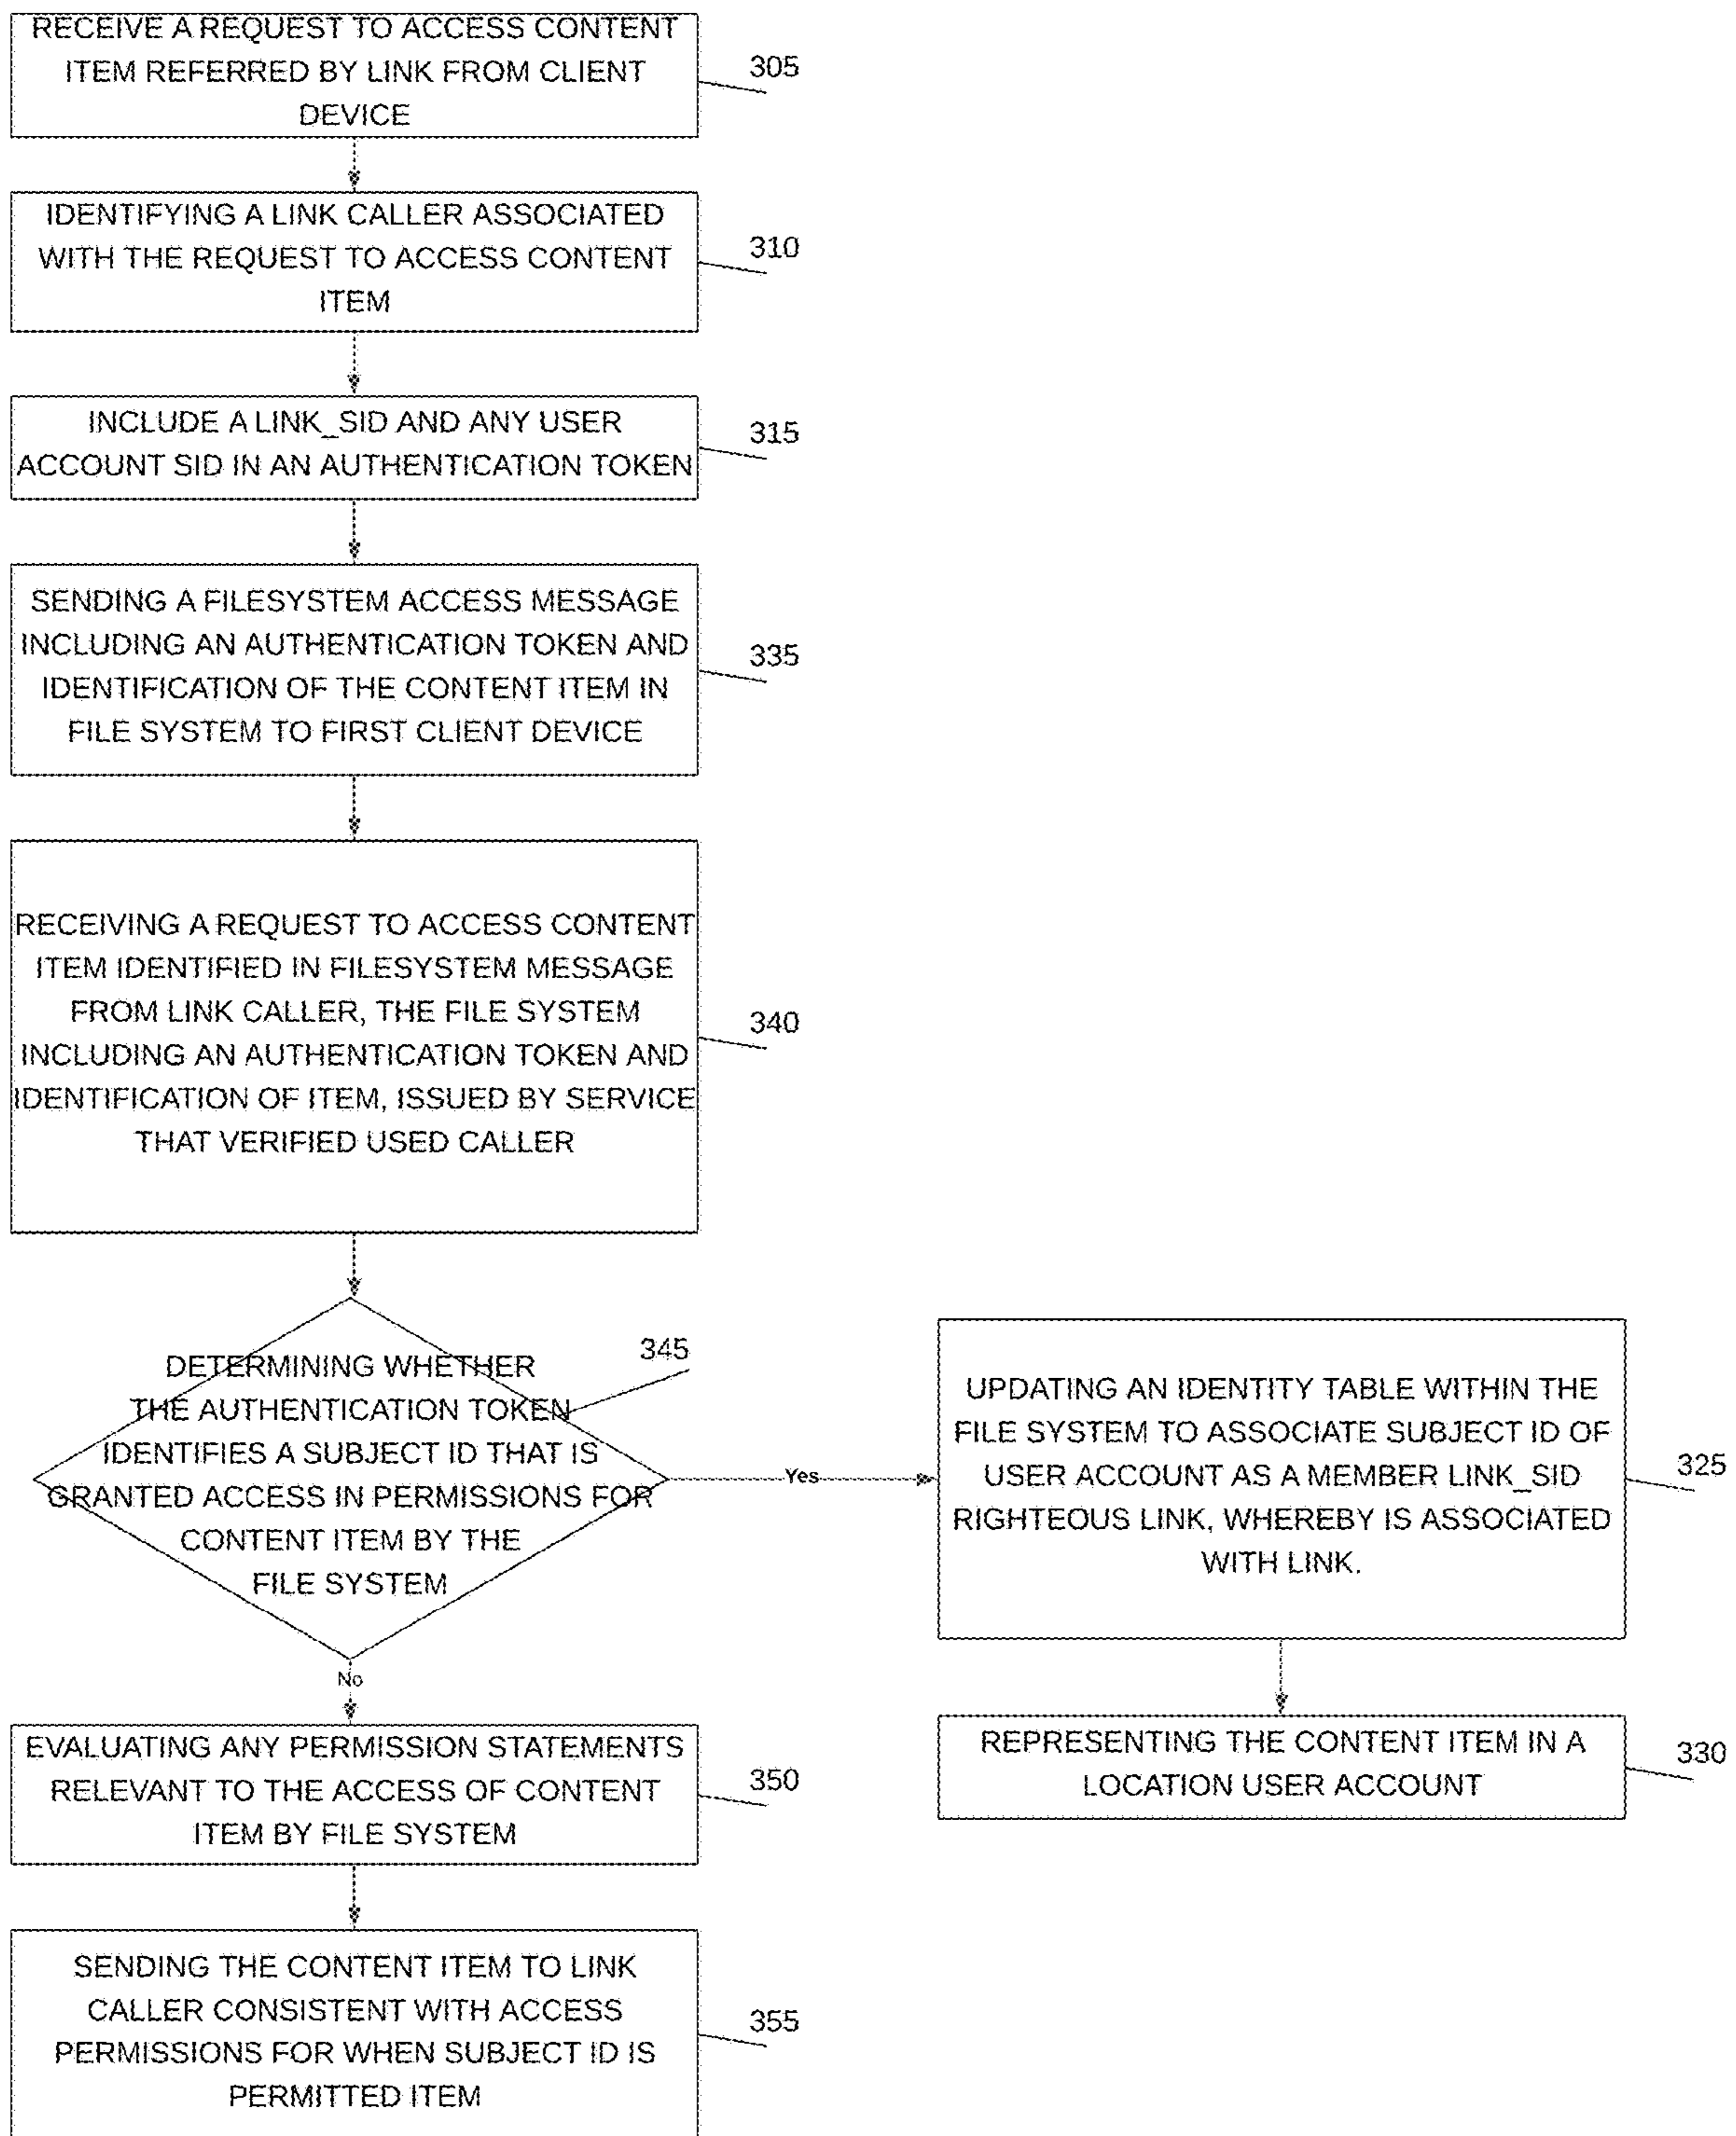 RECEIVE A REQUEST TO ACCESS CONTENT
ITEM REFERRED BY LINK FROM CLIENT
DEVICE
305
IDENTIFYING A LINK CALLER ASSOCIATED
WITH THE REQUEST TO ACCESS CONTENT
ITEM
310
INCLUDE A LINK_SID AND ANY USER
ACCOUNT SID IN AN AUTHENTICATION TOKEN
315
SENDING A FILESYSTEM ACCESS MESSAGE
INCLUDING AN AUTHENTICATION TOKEN AND
IDENTIFICATION OF THE CONTENT ITEM IN
FILE SYSTEM TO FIRST CLIENT DEVICE
335
RECEIVING A REQUEST TO ACCESS CONTENT
ITEM IDENTIFIED IN FILESYSTEM MESSAGE
FROM LINK CALLER, THE FILE SYSTEM
INCLUDING AN AUTHENTICATION TOKEN AND
IDENTIFICATION OF ITEM, ISSUED BY SERVICE
THAT VERIFIED USED CALLER
340
DETERMINING WHETHER
THE AUTHENTICATION TOKEN
IDENTIFIES A SUBJECT ID THAT IS
GRANTED ACCESS IN PERMISSIONS FOR
CONTENT ITEM BY THE
FILE SYSTEM
345
Yes
UPDATING AN IDENTITY TABLE WITHIN THE
FILE SYSTEM TO ASSOCIATE SUBJECT ID OF
USER ACCOUNT AS A MEMBER LINK_SID
RIGHTEOUS LINK, WHEREBY IS ASSOCIATED
WITH LINK.
325
REPRESENTING THE CONTENT ITEM IN A
LOCATION USER ACCOUNT
330
No
EVALUATING ANY PERMISSION STATEMENTS
RELEVANT TO THE ACCESS OF CONTENT
ITEM BY FILE SYSTEM
350
SENDING THE CONTENT ITEM TO LINK
CALLER CONSISTENT WITH ACCESS
PERMISSIONS FOR WHEN SUBJECT ID IS
PERMITTED ITEM
355